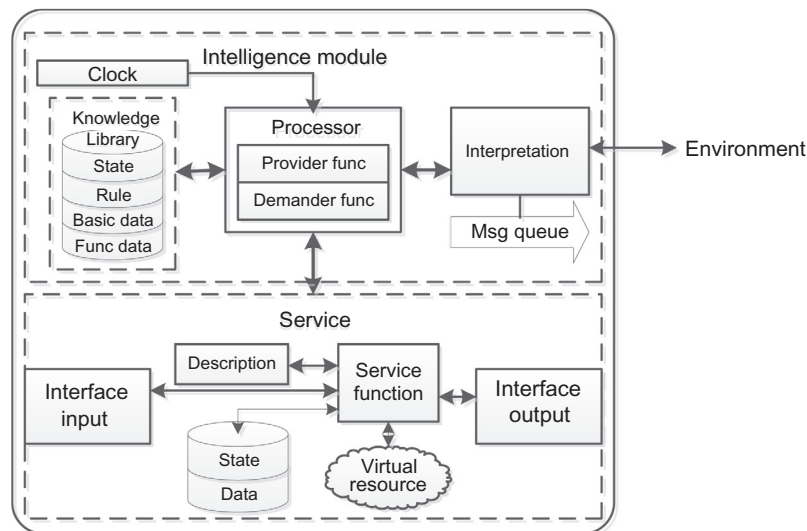 Intelligence module
Clock
Knowledge
Library
State
Rule
Basic data
Func data
Processor
Provider func
Demander func
Interpretation
Environment
Msg queue
Service
Description
Service
function
Interface
input
Interface
output
State
Data
Virtual
resource